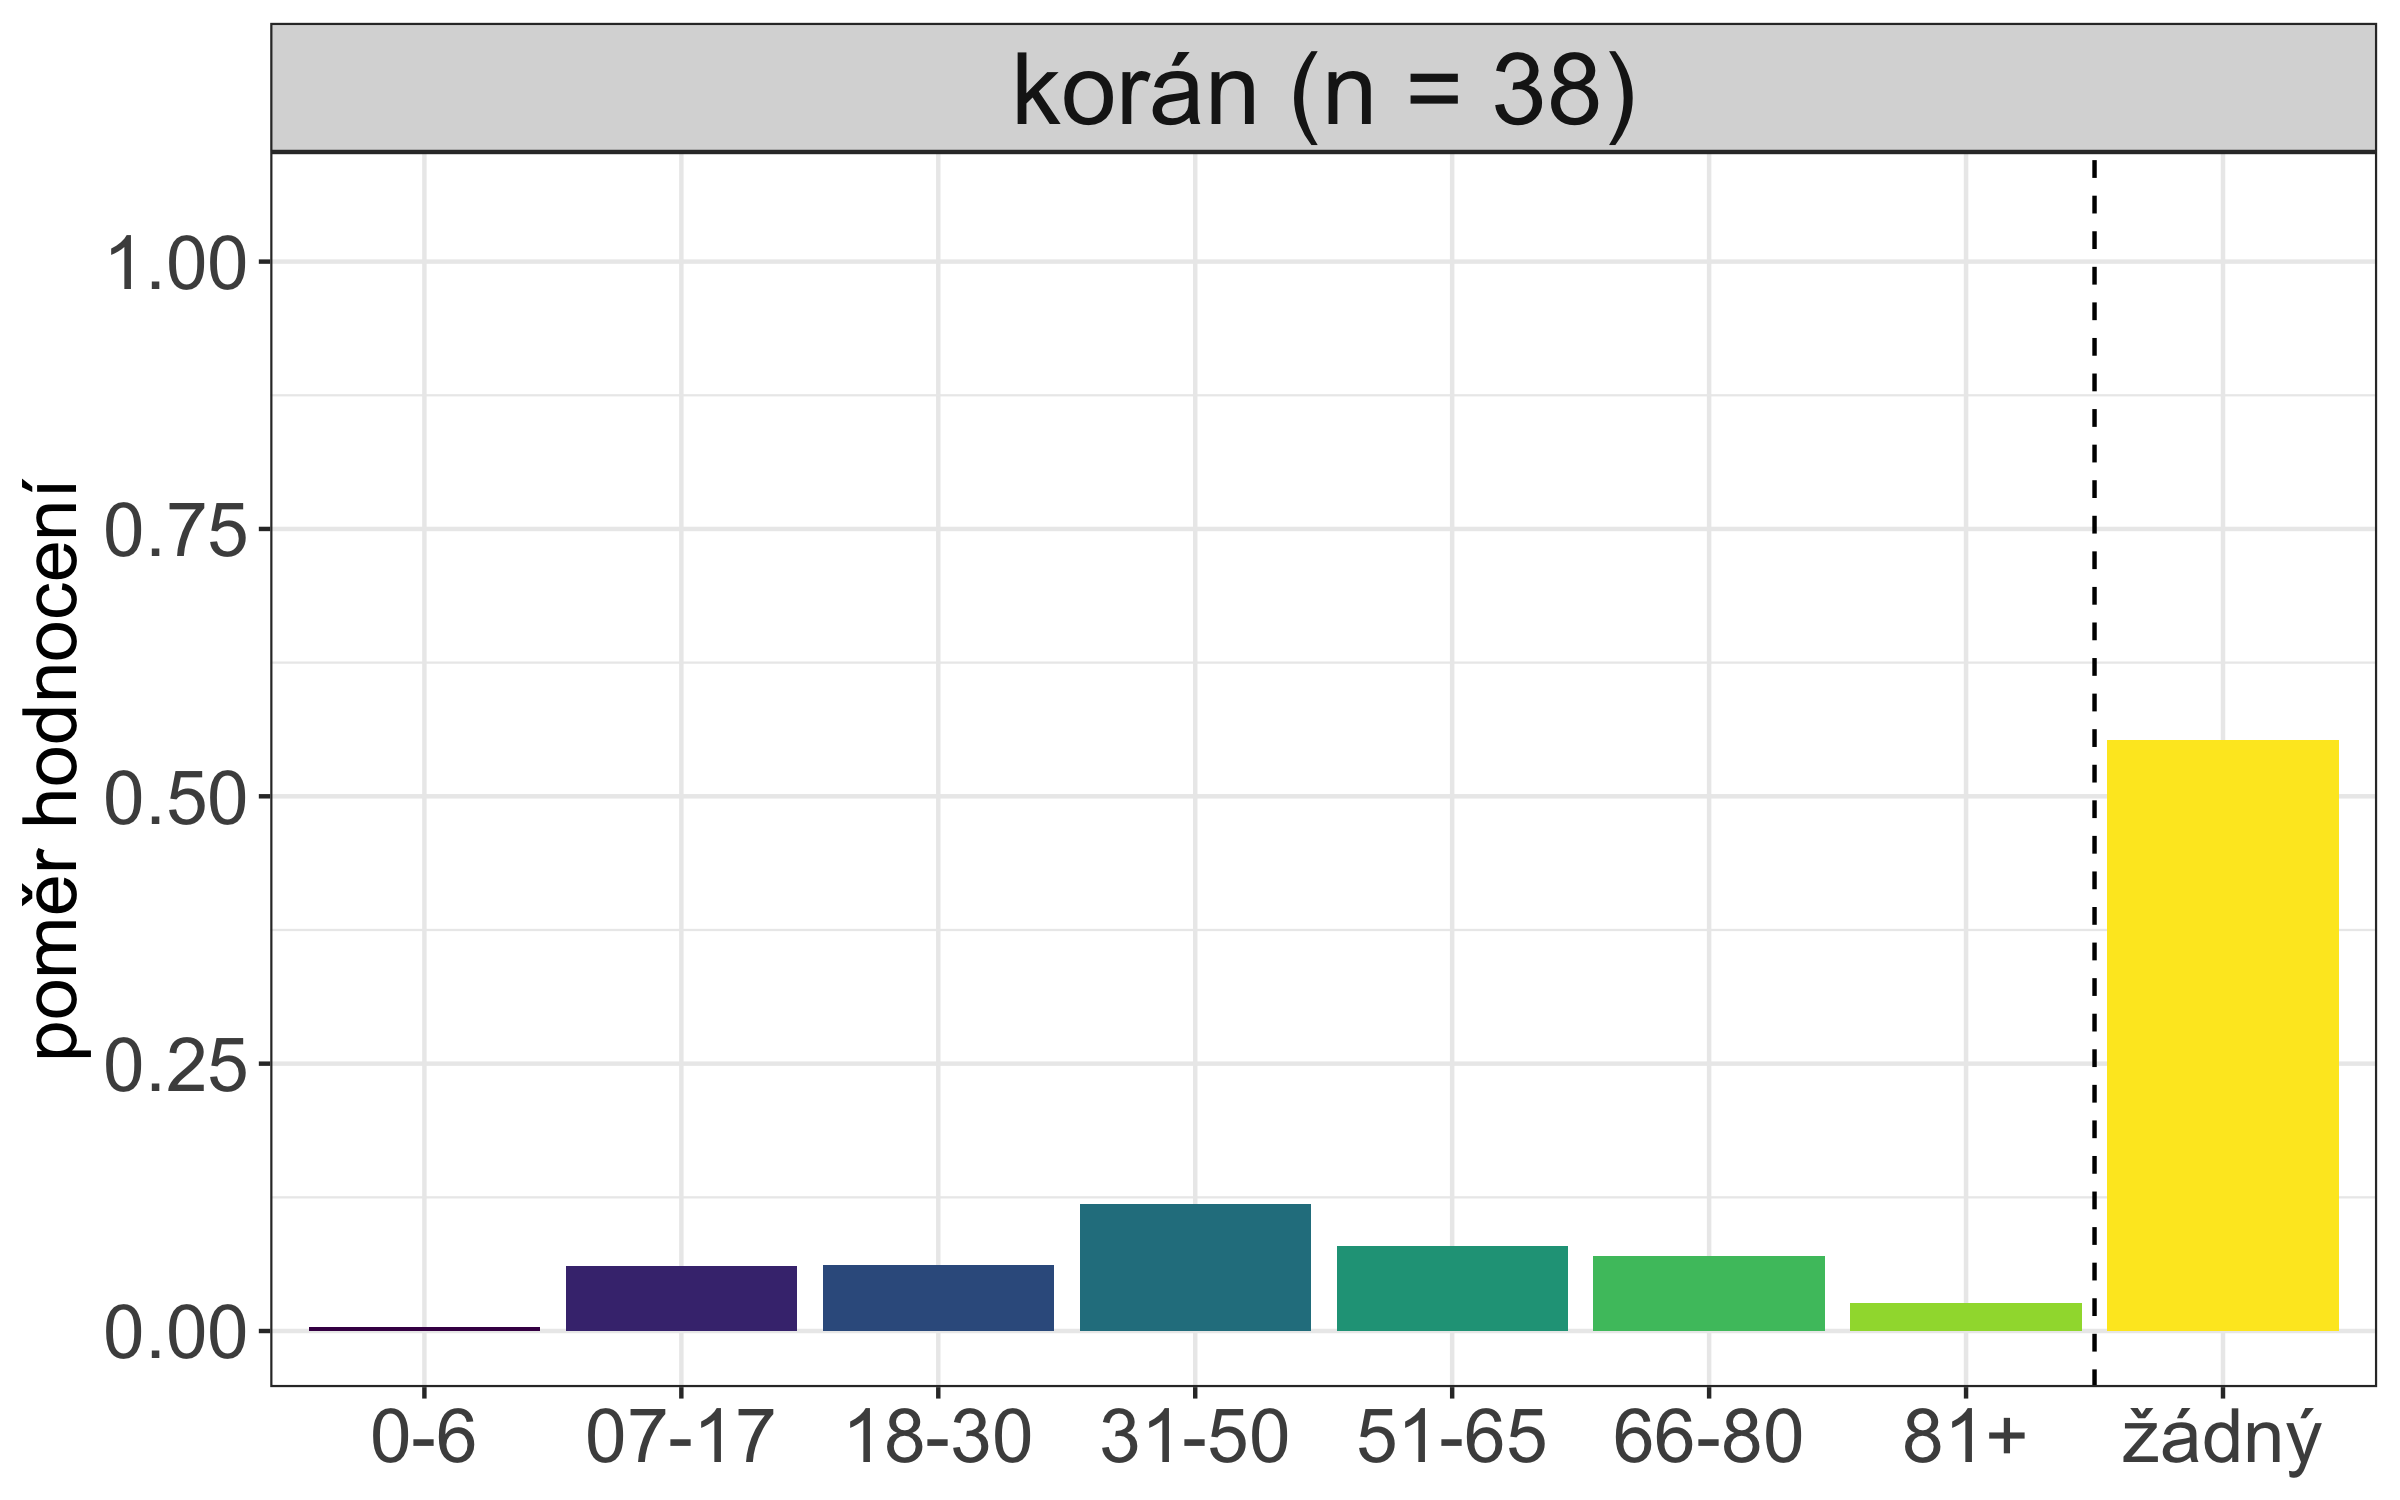 korán (n = 38)
poměr hodnocení
1.00
0.75
0.50
0.25
0.00
0-6 07-17 18-30 31-50 51-65 66-80 81+ žádný